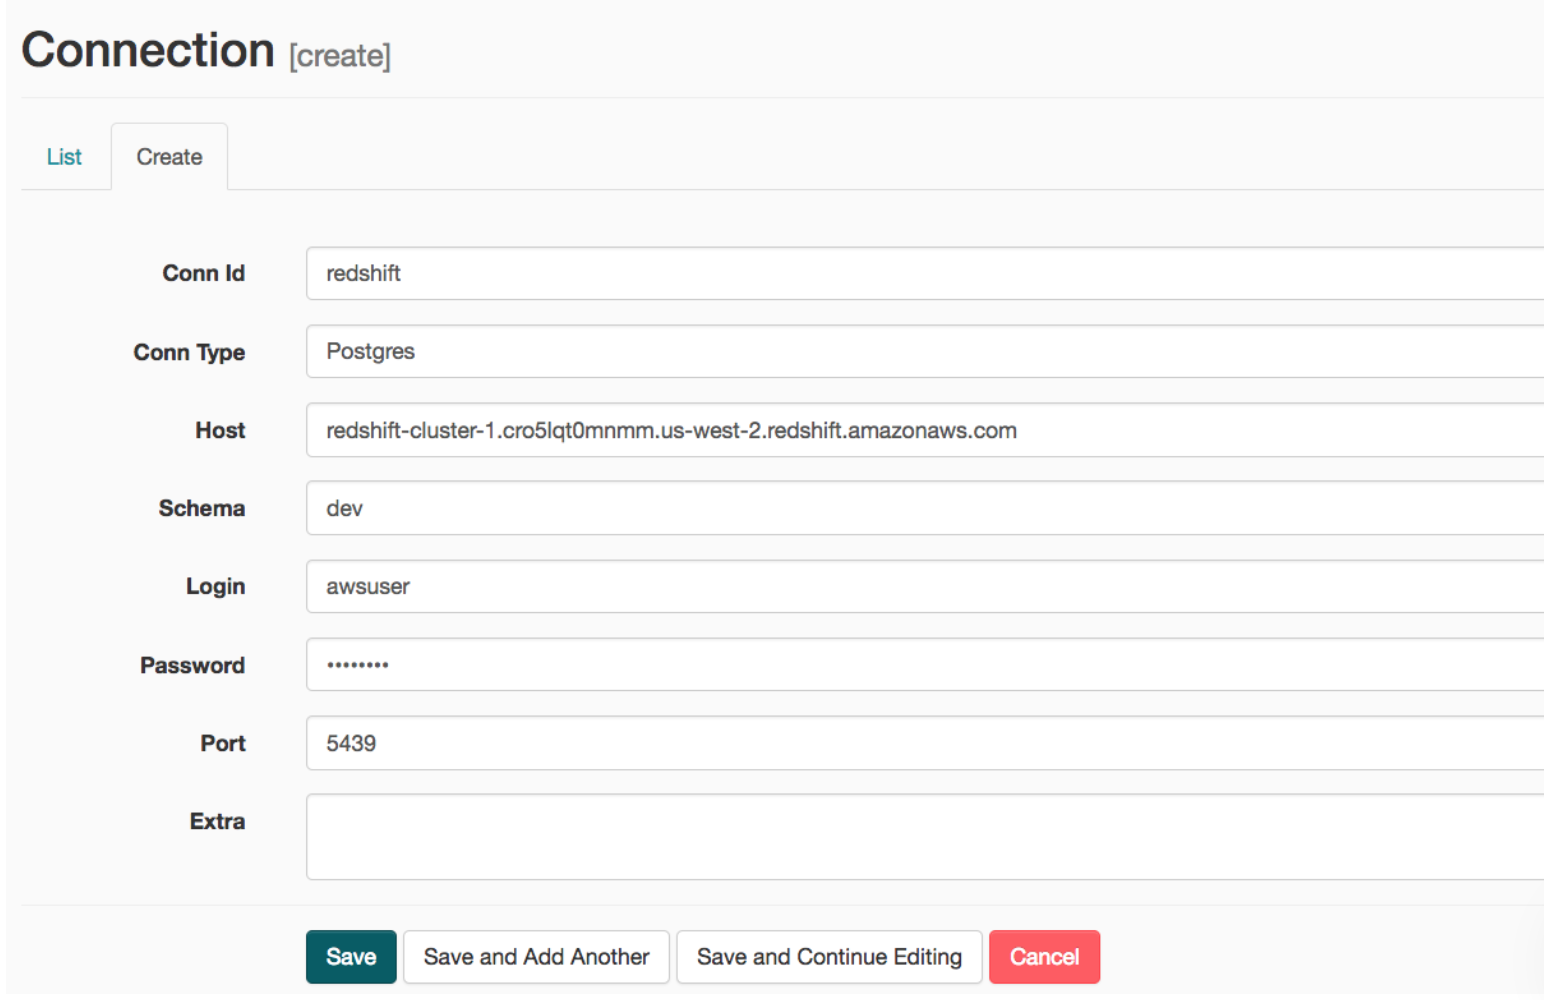 Connection [create]
List Create
Conn Id redshift
Conn Type Postgres
Host redshift-cluster-1.cro5lqt0mnmm.us-west-2.redshift.amazonaws.com
Schema dev
Login awsuser
Password ••••••••
Port 5439
Extra
Save Save and Add Another Save and Continue Editing Cancel